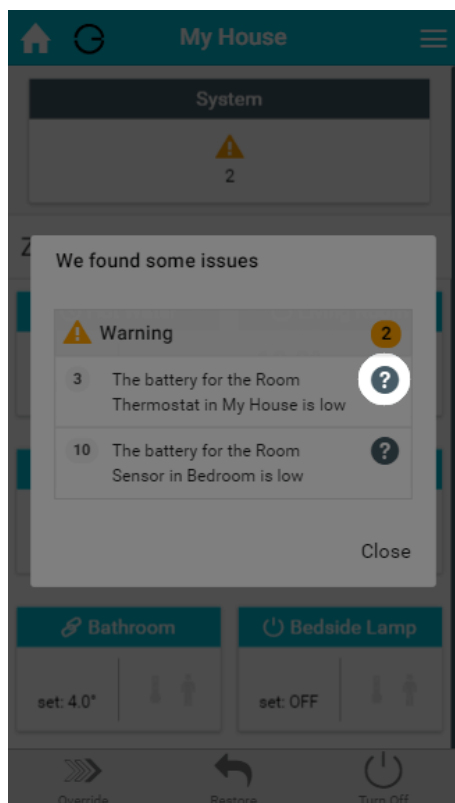 My House
System
2
Z
We found some issues
Warning
2
3
The battery for the Room
?
Thermostat in My House is low
10
The battery for the Room
?
Sensor in Bedroom is low
Close
Bathroom
Bedside Lamp
set: 4.0°
set: OFF
Override
Restore
Turn Off